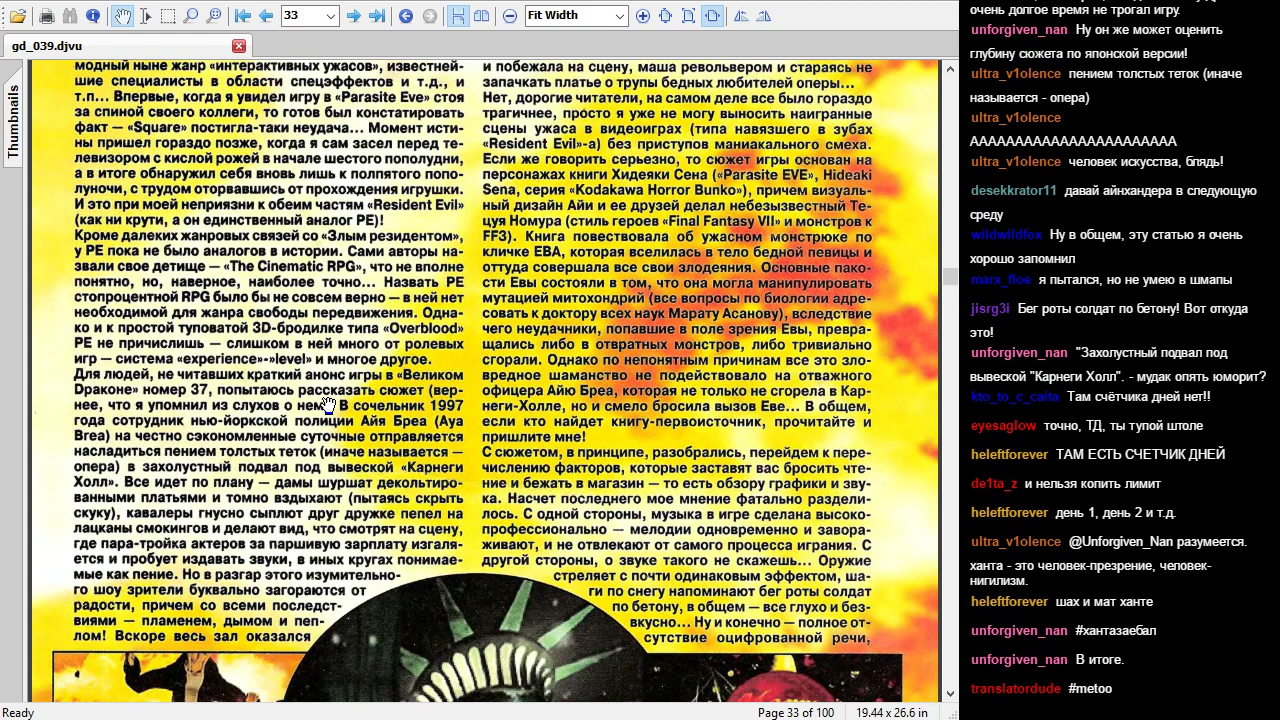 33
Fit Width
gd_039.djvu
Thumbnails
модный ныне жанр «интерактивных ужасов», известней-
шие специалисты в области спецэффектов и т.д., и
т.п... Впервые, когда я увидел игру в «Parasite Eve» стоя
за спиной своего коллеги, то готов был констатировать
факт — «Square» постигла-таки неудача... Момент исти-
ны пришел гораздо позже, когда я сам засел перед те-
левизором с кислой рожей в начале шестого пополудни,
а в итоге обнаружил себя вновь лишь к полпятого попо-
луночи, с трудом оторвавшись от прохождения игрушки.
И это при моей неприязни к обеим частям «Resident Evil»
(как ни крути, а он единственный аналог PE)!
Кроме далеких жанровых связей со «Злым резидентом»,
у PE пока не было аналогов в истории. Сами авторы на-
звали свое детище — «The Cinematic RPG», что не вполне
понятно, но, наверное, наиболее точно... Назвать PE
стопроцентной RPG было бы не совсем верно — в ней нет
необходимой для жанра свободы передвижения. Одна-
ко и к простой туповатой 3D-бродилке типа «Overblood»
PE не причислишь — слишком в ней много от ролевых
игр — система «experience»-»level» и многое другое.
Для людей, не читавших краткий анонс игры в «Великом
Dраконе» номер 37, попытаюсь рассказать сюжет (вер-
нее, что я упомнил из слухов о нем). В сочельник 1997
года сотрудник нью-йоркской полиции Айя Бреа (Aya
Brea) на честно сэкономленные суточные отправляется
насладиться пением толстых теток (иначе называется —
опера) в захолустный подвал под вывеской «Карнеги
Холл». Все идет по плану — дамы шуршат декольтиро-
ванными платьями и томно вздыхают (пытаясь скрыть
скуку), кавалеры гнусно сыплют друг дружке пепел на
лацканы смокингов и делают вид, что смотрят на сцену,
где пара-тройка актеров за паршивую зарплату изгаля-
ется и пробует издавать звуки, в иных кругах понимае-
мые как пение. Но в разгар этого изумительно-
го шоу зрители буквально загораются от
радости, причем со всеми последст-
виями — пламенем, дымом и пеп-
лом! Вскоре весь зал оказался
и побежала на сцену, маша револьвером и стараясь не
запачкать платье о трупы бедных любителей оперы...
Нет, дорогие читатели, на самом деле все было гораздо
трагичнее, просто я уже не могу выносить наигранные
сцены ужаса в видеоиграх (типа навязшего в зубах
«Resident Evil»-а) без приступов маниакального смеха.
Если же говорить серьезно, то сюжет игры основан на
персонажах книги Хидеяки Сена («Parasite EVE», Hideaki
Sena, серия «Kodakawa Horror Bunko»), причем визуаль-
ный дизайн Айи и ее друзей делал небезызвестный Те-
цуя Номура (стиль героев «Final Fantasy VII» и монстров к
FF3). Книга повествовала об ужасном монстрюке по
кличке ЕВА, которая вселилась в тело бедной певицы и
оттуда совершала все свои злодеяния. Основные пако-
сти Евы состояли в том, что она могла манипулировать
мутацией митохондрий (все вопросы по биологии адре-
совать к доктору всех наук Марату Асанову), вследствие
чего неудачники, попавшие в поле зрения Евы, превра-
щались либо в отвратных монстров, либо тривиально
сгорали. Однако по непонятным причинам все это зло-
вредное шаманство не подействовало на отважного
офицера Айю Бреа, которая не только не сгорела в Кар-
неги-Холле, но и смело бросила вызов Еве... В общем,
если кто найдет книгу-первоисточник, прочитайте и
пришлите мне!
С сюжетом, в принципе, разобрались, перейдем к пере-
числению факторов, которые заставят вас бросить чте-
ние и бежать в магазин — то есть обзору графики и зву-
ка. Насчет последнего мое мнение фатально раздели-
лось. С одной стороны, музыка в игре сделана высоко-
профессионально — мелодии одновременно и завора-
живают, и не отвлекают от самого процесса играния. С
другой стороны, о звуке такого не скажешь... Оружие
стреляет с почти одинаковым эффектом, ша-
ги по снегу напоминают бег роты солдат
по бетону, в общем — все глухо и без-
вкусно... Ну и конечно — полное от-
сутствие оцифрованной речи,
Ready
Page 33 of 100
19.44 x 26.6 in
очень долгое время не трогал игру.
unforgiven_nan Ну он же может оценить
глубину сюжета по японской версии!
ultra_v1olence пением толстых теток (иначе
называется - опера)
ultra_v1olence
AAAAAAAAAAAAAAAAAAAAAAA
ultra_v1olence человек искусства, блядь!
desekkrator11 давай айнхандера в следующую
среду
wildwildfox Ну в общем, эту статью я очень
хорошо запомнил
marx_floe я пытался, но не умею в шмапы
jisrg3i Бег роты солдат по бетону! Вот откуда
это!
unforgiven_nan "Захолустный подвал под
вывеской "Карнеги Холл". - мудак опять юморит?
kto_to_c_caita Там счётчика дней нет!!
eyesaglow точно, ТД, ты тупой штоле
heleftforever ТАМ ЕСТЬ СЧЕТЧИК ДНЕЙ
de1ta_z и нельзя копить лимит
heleftforever день 1, день 2 и т.д.
ultra_v1olence @Unforgiven_Nan разумеется.
ханта - это человек-презрение, человек-
нигилизм.
heleftforever шах и мат ханте
unforgiven_nan #хантазаебал
unforgiven_nan В итоге.
translatordude #metoo